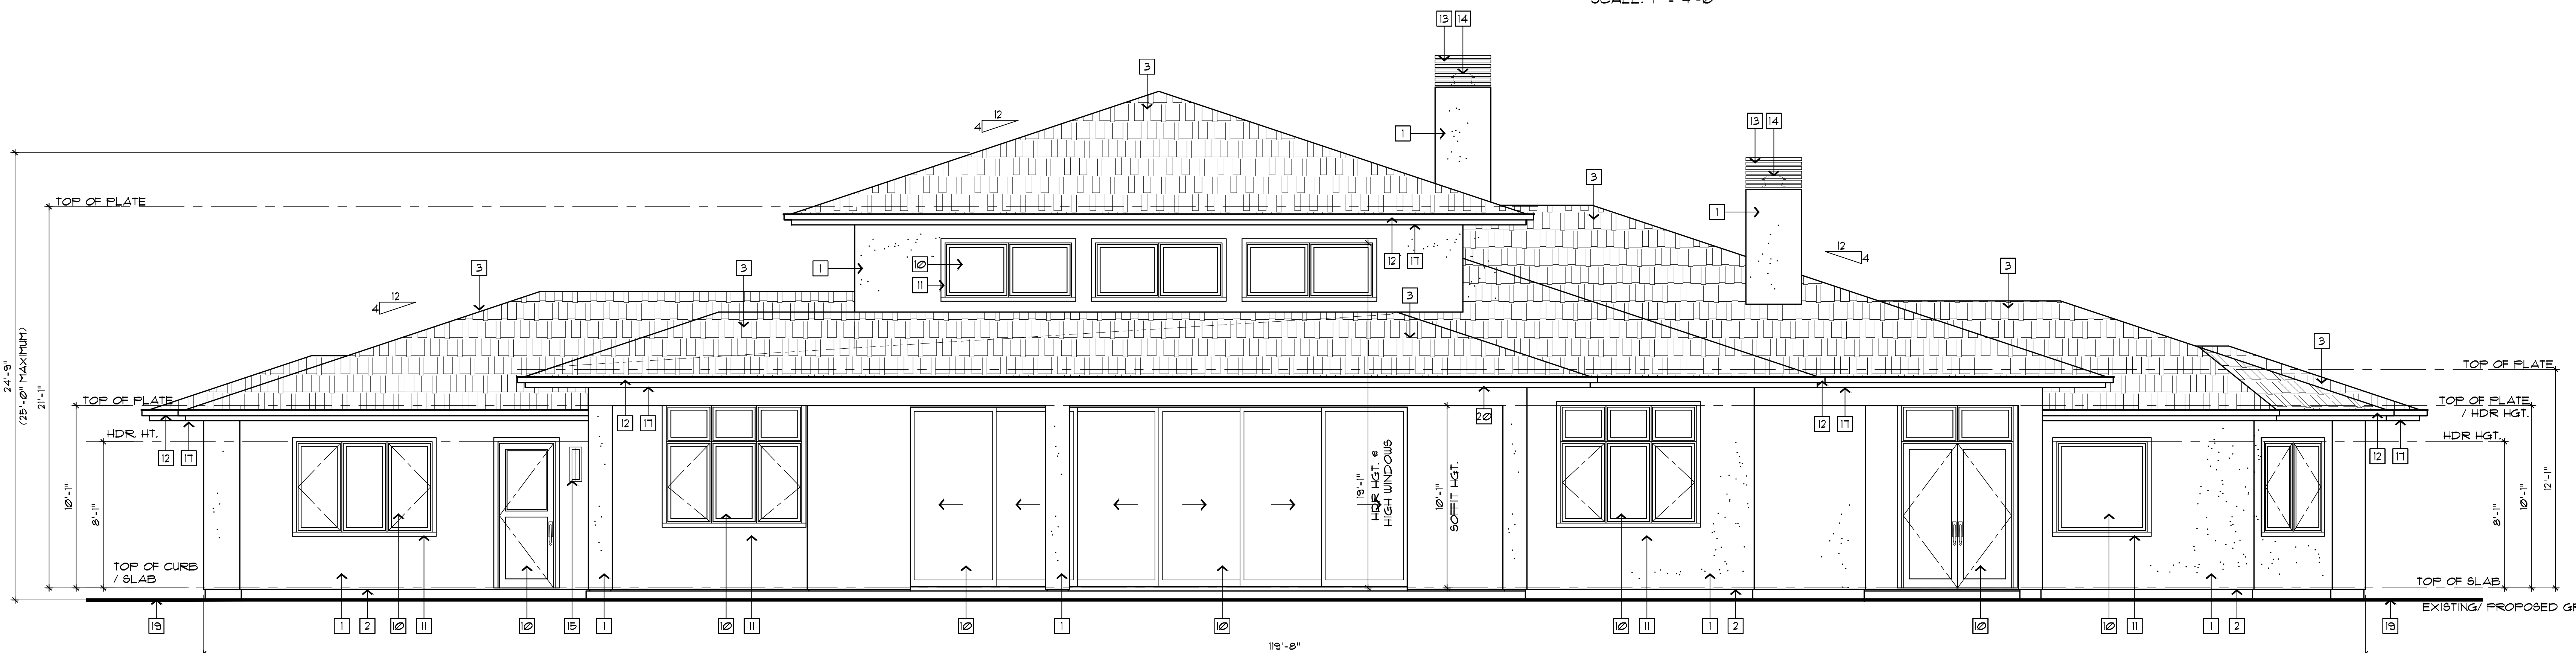 SCALE: 1" = 4'-0"
13 14
3
12
4
1
13 14
3
12
4
1
TOP OF PLATE
24'-9"
(25'-0" MAXIMUM)
21'-1"
3
3
1
10
11
12 17
3
3
12
4
3
TOP OF PLATE
TOP OF PLATE
TOP OF PLATE
/ HDR HGT.
HDR. HT.
HDR HGT.
12 17
12 17
20
12 17
12 17
10'-1"
8'-1"
15
19'-1"
HDR HGT. @
HIGH WINDOWS
10'-1"
SOFFIT HGT.
8'-1"
10'-1"
12'-1"
TOP OF CURB
/ SLAB
TOP OF SLAB
EXISTING/ PROPOSED GR
19 1 2 10 11 10 15 1 10 11 10 1 10 10 11 1 2 10 10 11 1 2 19
119'-8"